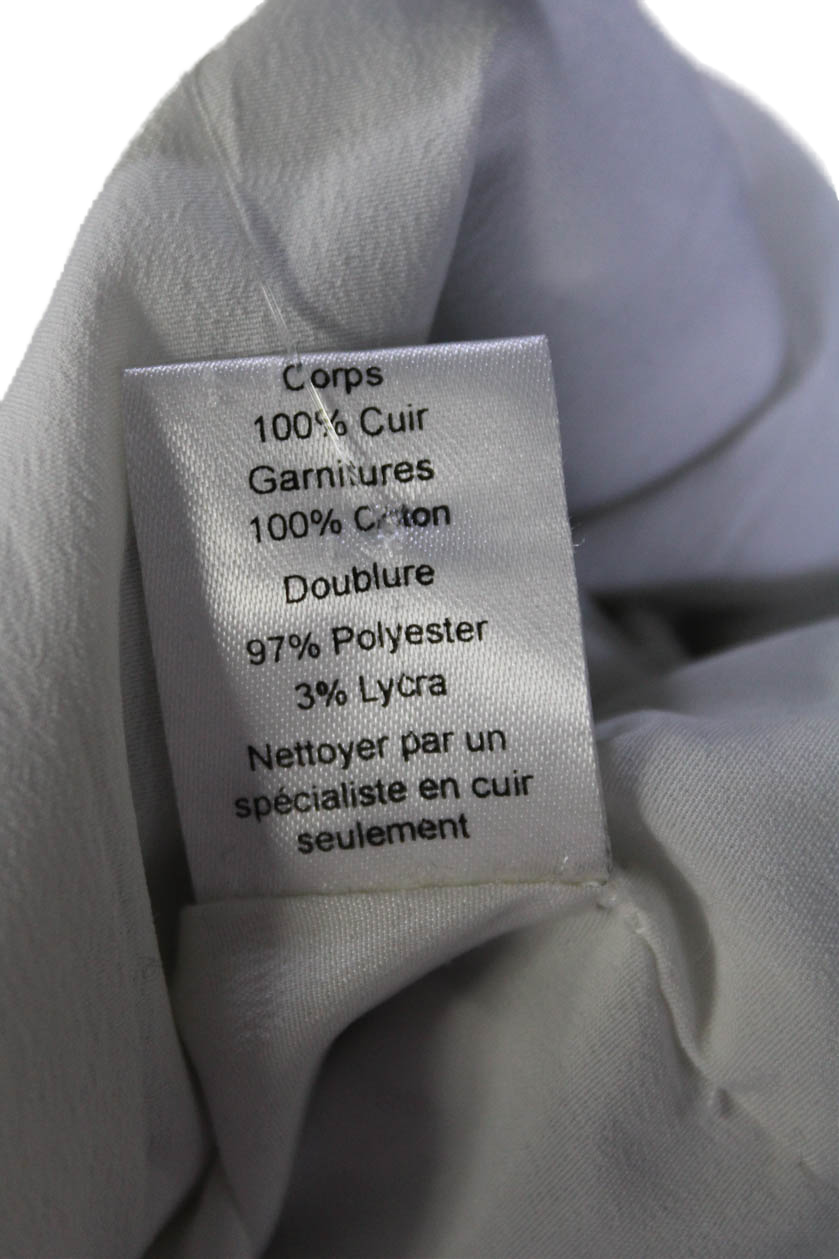 Corps
100% Cuir
Garnitures
100% Coton
Doublure
97% Polyester
3% Lycra
Nettoyer par un
spécialiste en cuir
seulement